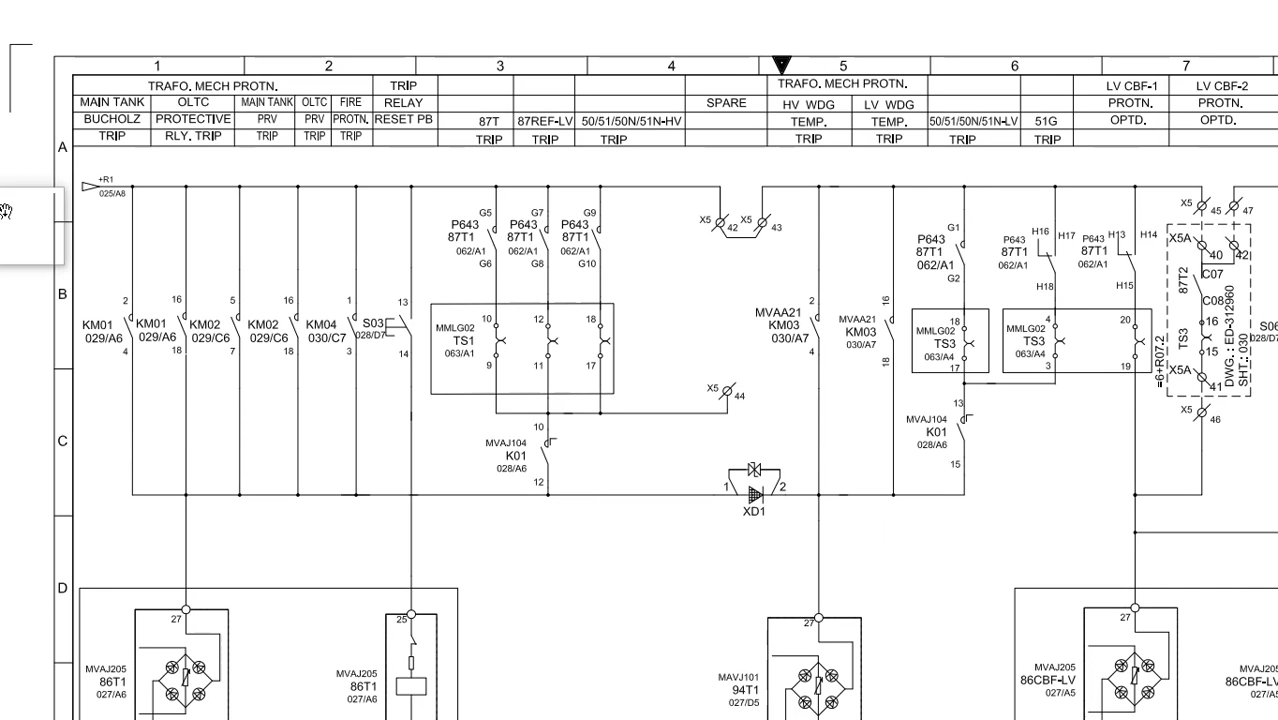 1 2 3 4 5 6 7
TRAFO. MECH PROTN. TRIP TRAFO. MECH PROTN. LV CBF-1 LV CBF-2
MAIN TANK OLTC MAIN TANK OLTC FIRE RELAY SPARE HV WDG LV WDG PROTN. PROTN.
BUCHOLZ PROTECTIVE PRV PRV PROTN. RESET PB 87T 87REF-LV 50/51/50N/51N-HV TEMP. TEMP. 50/51/50N/51N-LV 51G OPTD. OPTD.
TRIP RLY. TRIP TRIP TRIP TRIP TRIP TRIP TRIP TRIP TRIP TRIP TRIP
A
+R1
025/A8
G5 G7 G9
P643 P643 P643
87T1 87T1 87T1
062/A1 062/A1
G6 G8 G10
X5 42 X5 43
G1
P643
87T1
062/A1
G2
H16 H17
P643
87T1
062/A1
H18
H13 H14
P643
87T1
062/A1
H15
X5 45 47
X5A 40 42
87T2 C07
C08
TS3 16
15
X5A 41
X5 46
DWG. : ED-312960
SHT.: 030
=6+R07.2
B
2
KM01
029/A6
4
16
KM01
029/A6
18
5
KM02
029/C6
7
16
KM02
029/C6
18
1
KM04
030/C7
3
13
S03
028/D7
14
MMLG02
TS1
063/A1
10 12 18
9 11 17
2
MVAA21
KM03
030/A7
4
16
MVAA21
KM03
030/A7
18
MMLG02
TS3
063/A4
18
17
MMLG02
TS3
063/A4
4 20
3 19
S06
028/D7
X5 44
C
10
MVAJ104
K01
028/A6
12
13
MVAJ104
K01
028/A6
15
1 2
XD1
D
27
MVAJ205
86T1
027/A6
25
MVAJ205
86T1
027/A6
27
MAVJ101
94T1
027/D5
27
MVAJ205
86CBF-LV
027/A5
MVAJ205
86CBF-LV
027/A5